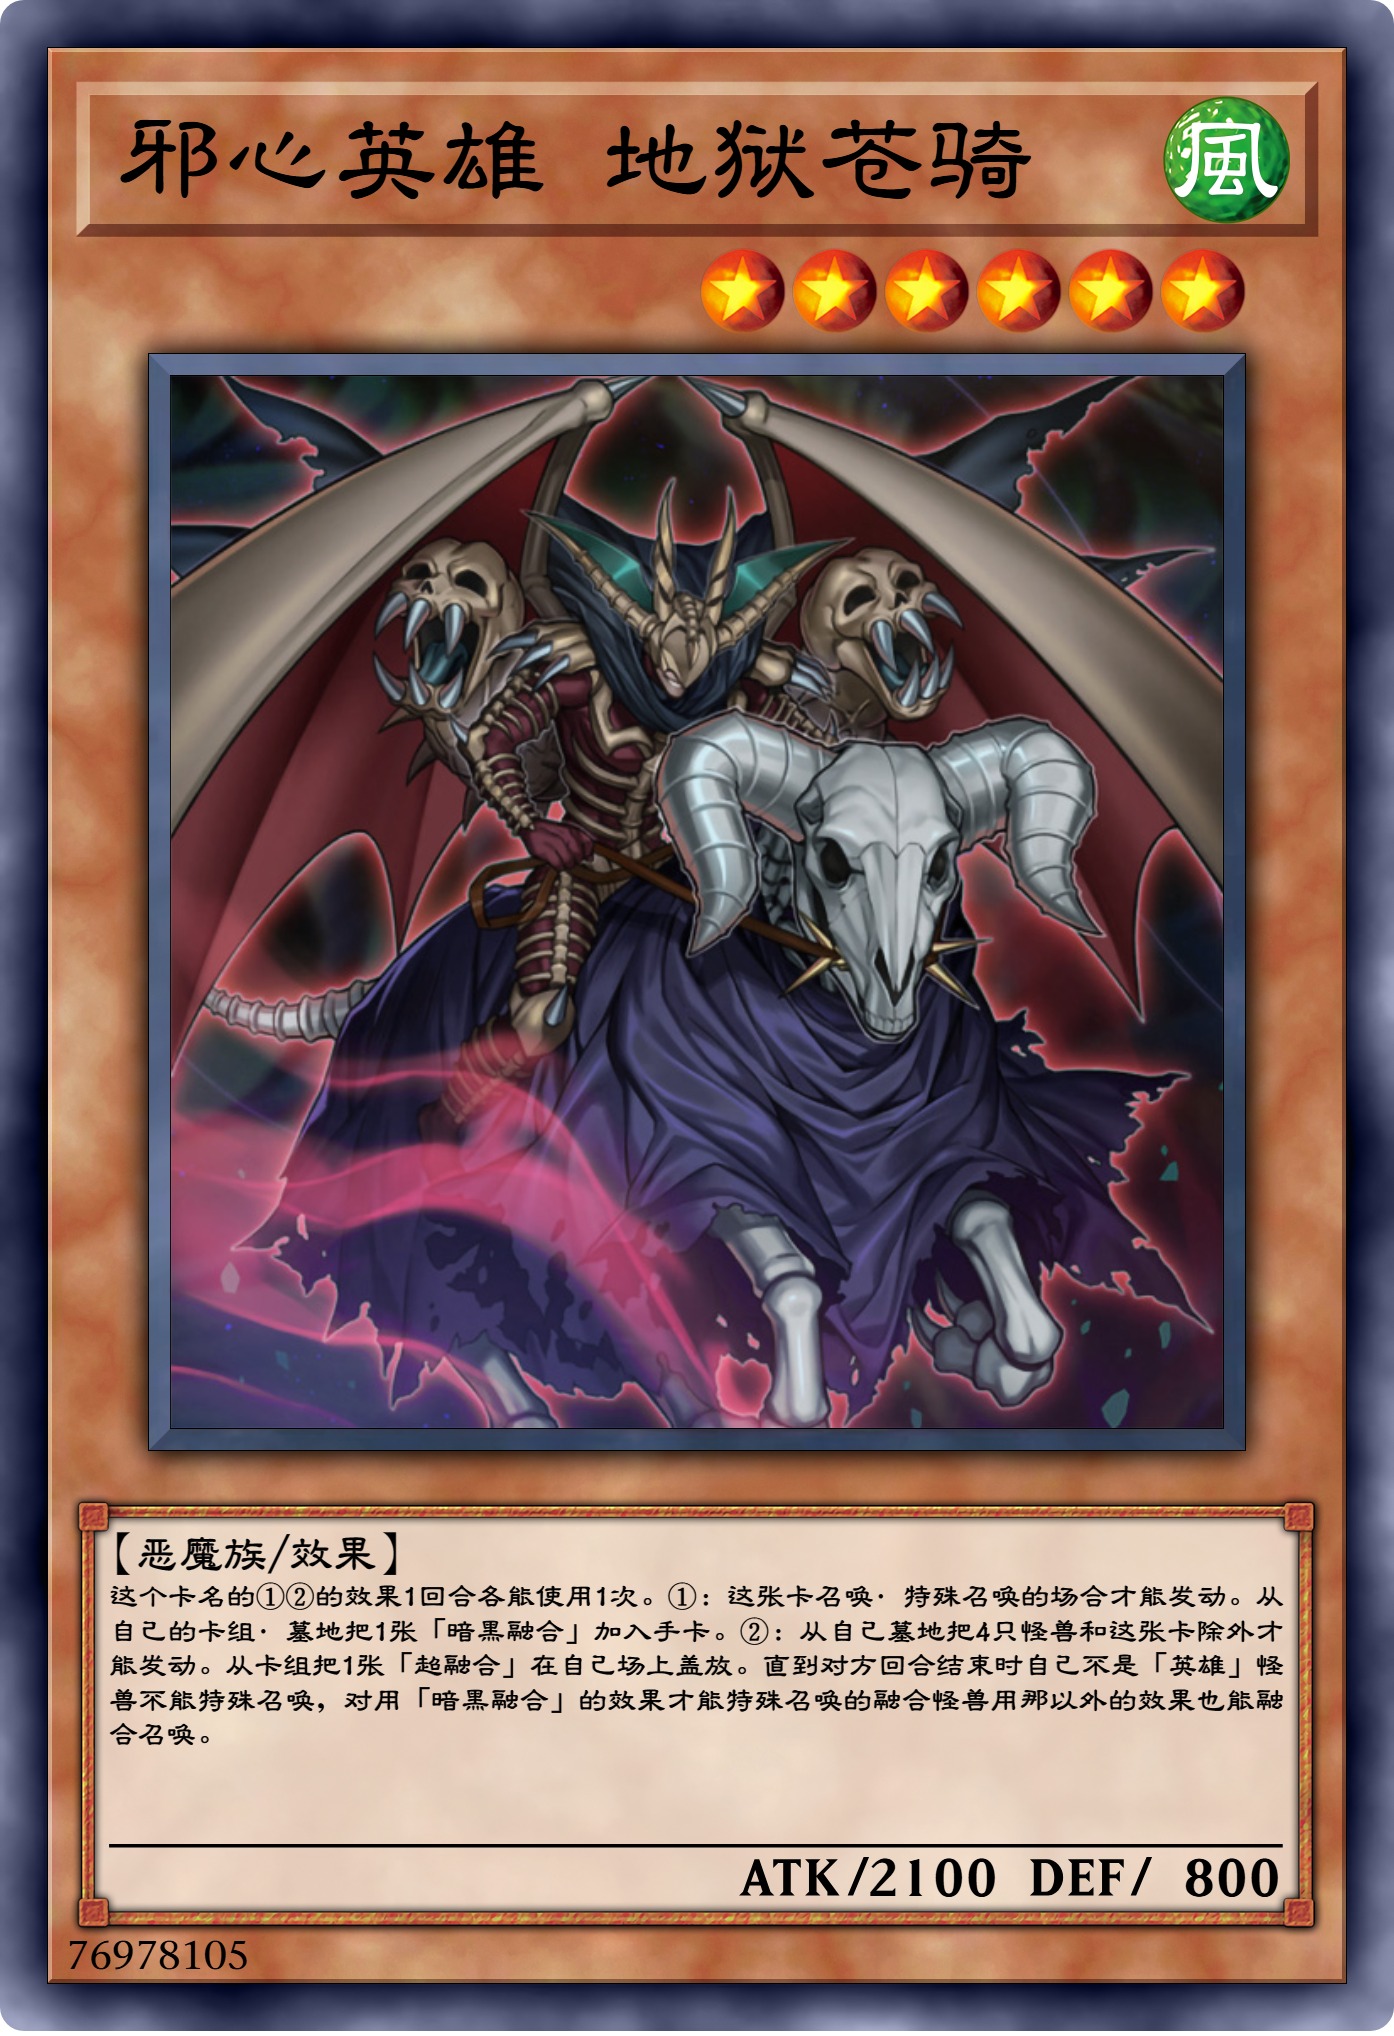 邪心英雄 地狱苍骑
風
【恶魔族/效果】
这个卡名的①②的效果1回合各能使用1次。①：这张卡召唤·特殊召唤的场合才能发动。从
自己的卡组·墓地把1张「暗黑融合」加入手卡。②：从自己墓地把4只怪兽和这张卡除外才
能发动。从卡组把1张「超融合」在自己场上盖放。直到对方回合结束时自己不是「英雄」怪
兽不能特殊召唤，对用「暗黑融合」的效果才能特殊召唤的融合怪兽用那以外的效果也能融
合召唤。
ATK/2100 DEF/ 800
76978105